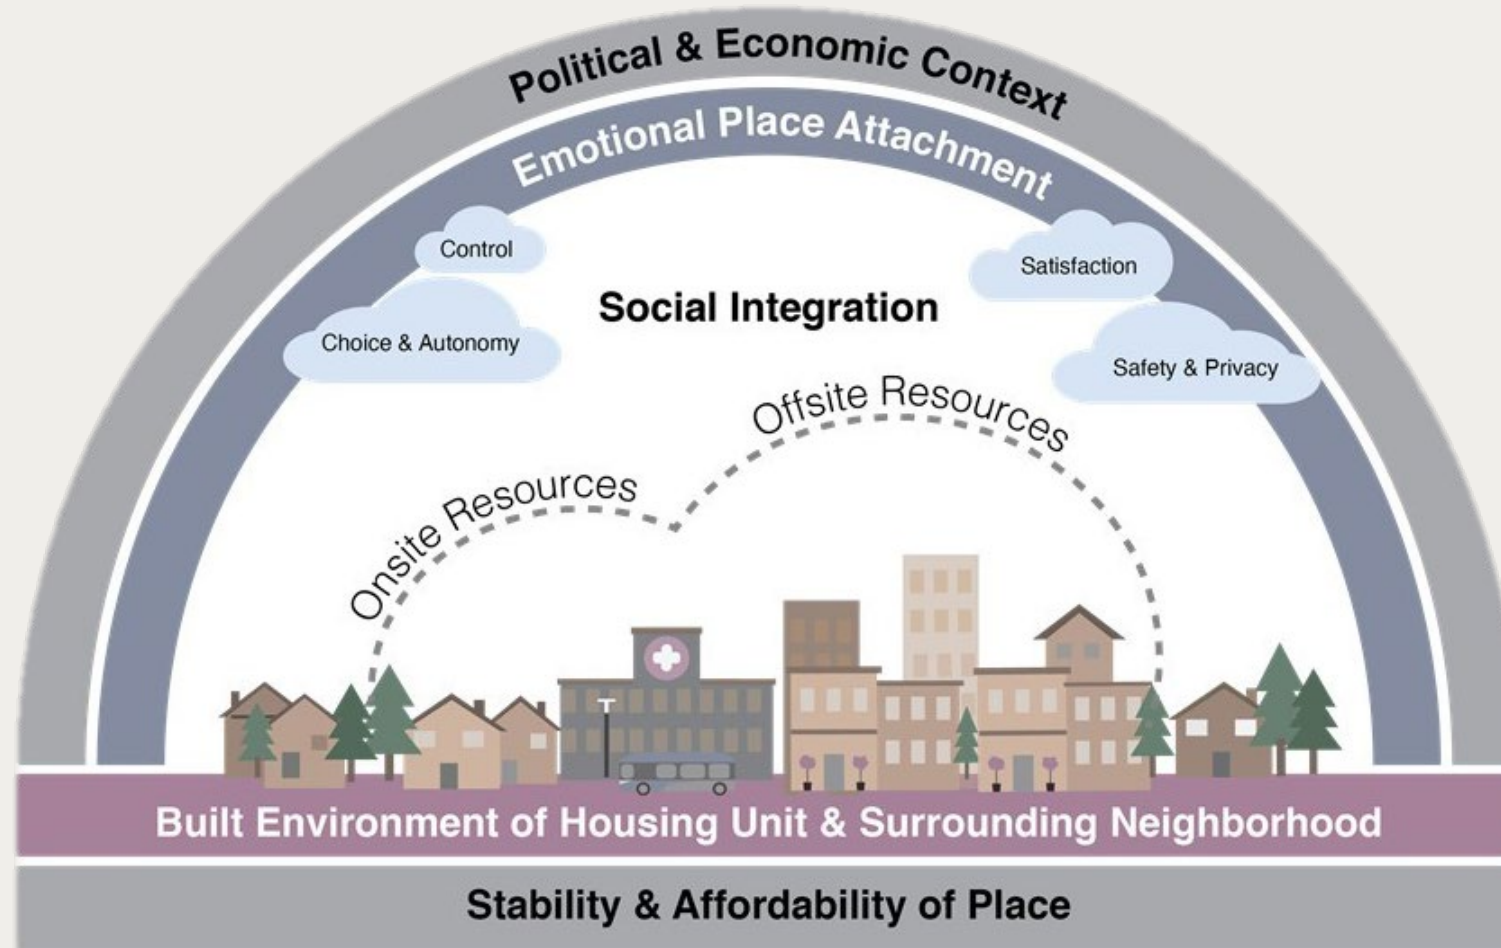 Political & Economic Context
Emotional Place Attachment
Control
Satisfaction
Social Integration
Choice & Autonomy
Safety & Privacy
Offsite Resources
Onsite Resources
Built Environment of Housing Unit & Surrounding Neighborhood
Stability & Affordability of Place